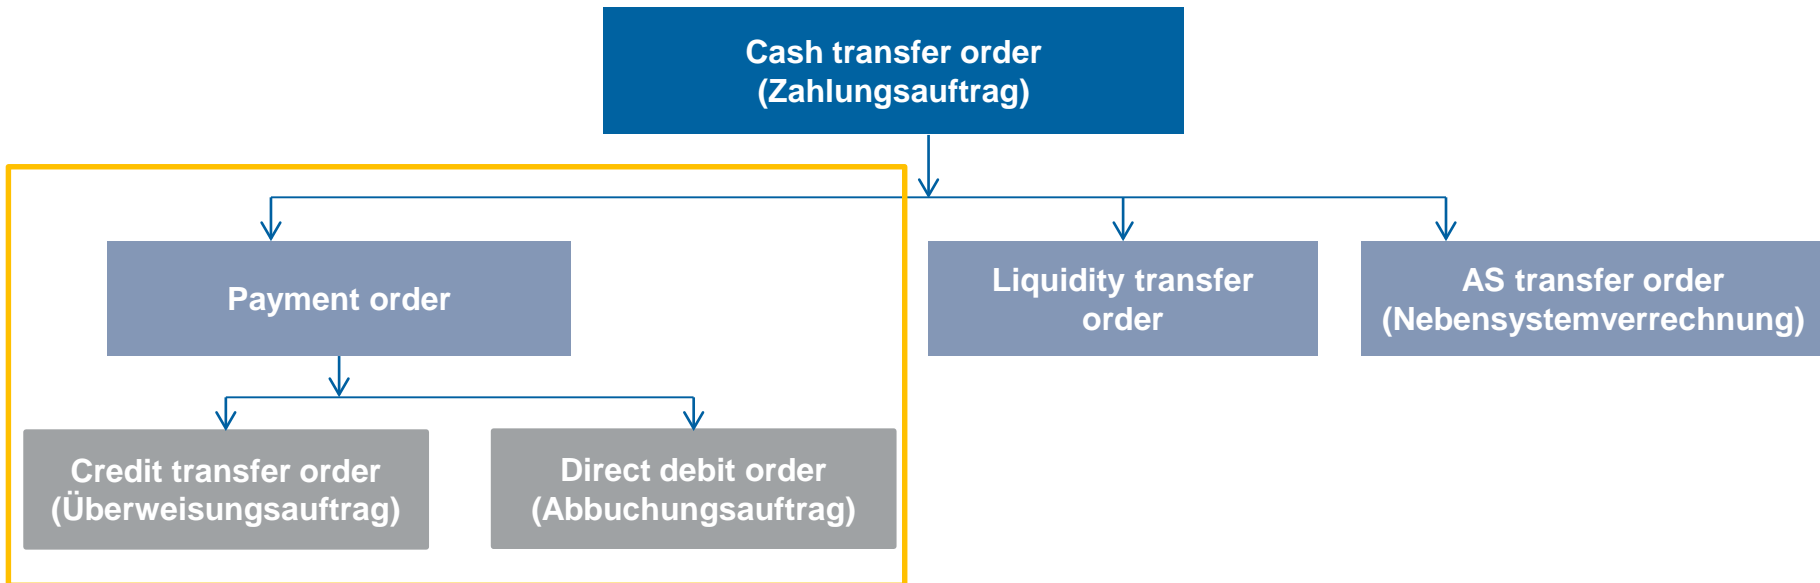 Cash transfer order
(Zahlungsauftrag)
Payment order
Liquidity transfer
order
AS transfer order
(Nebensystemverrechnung)
Credit transfer order
(Überweisungsauftrag)
Direct debit order
(Abbuchungsauftrag)